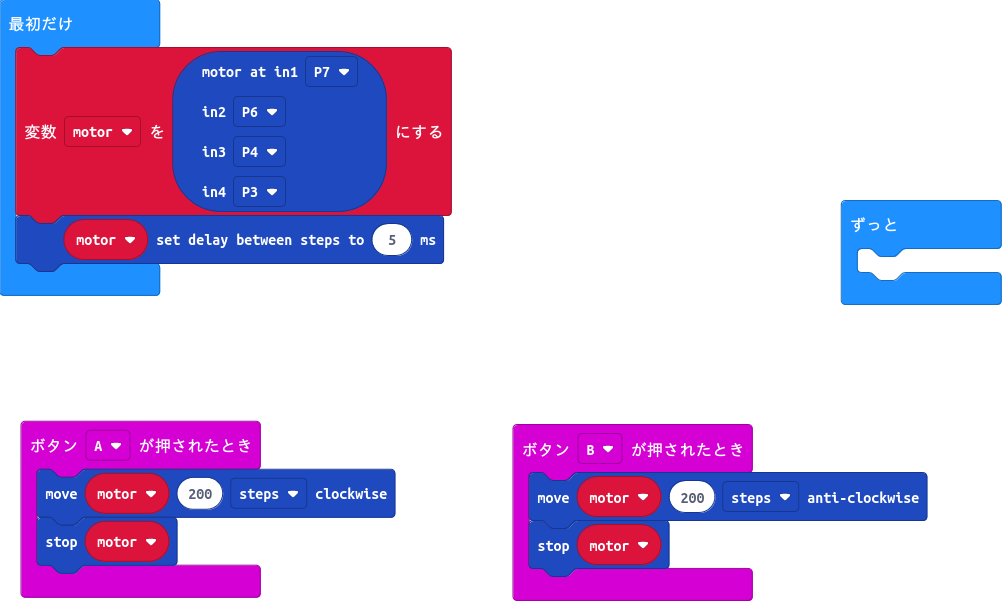 最初だけ
変数 motor を motor at in1 P7 にする
in2 P6
in3 P4
in4 P3
motor set delay between steps to 5 ms
ずっと
ボタン A が押されたとき
move motor 200 steps clockwise
stop motor
ボタン B が押されたとき
move motor 200 steps anti-clockwise
stop motor